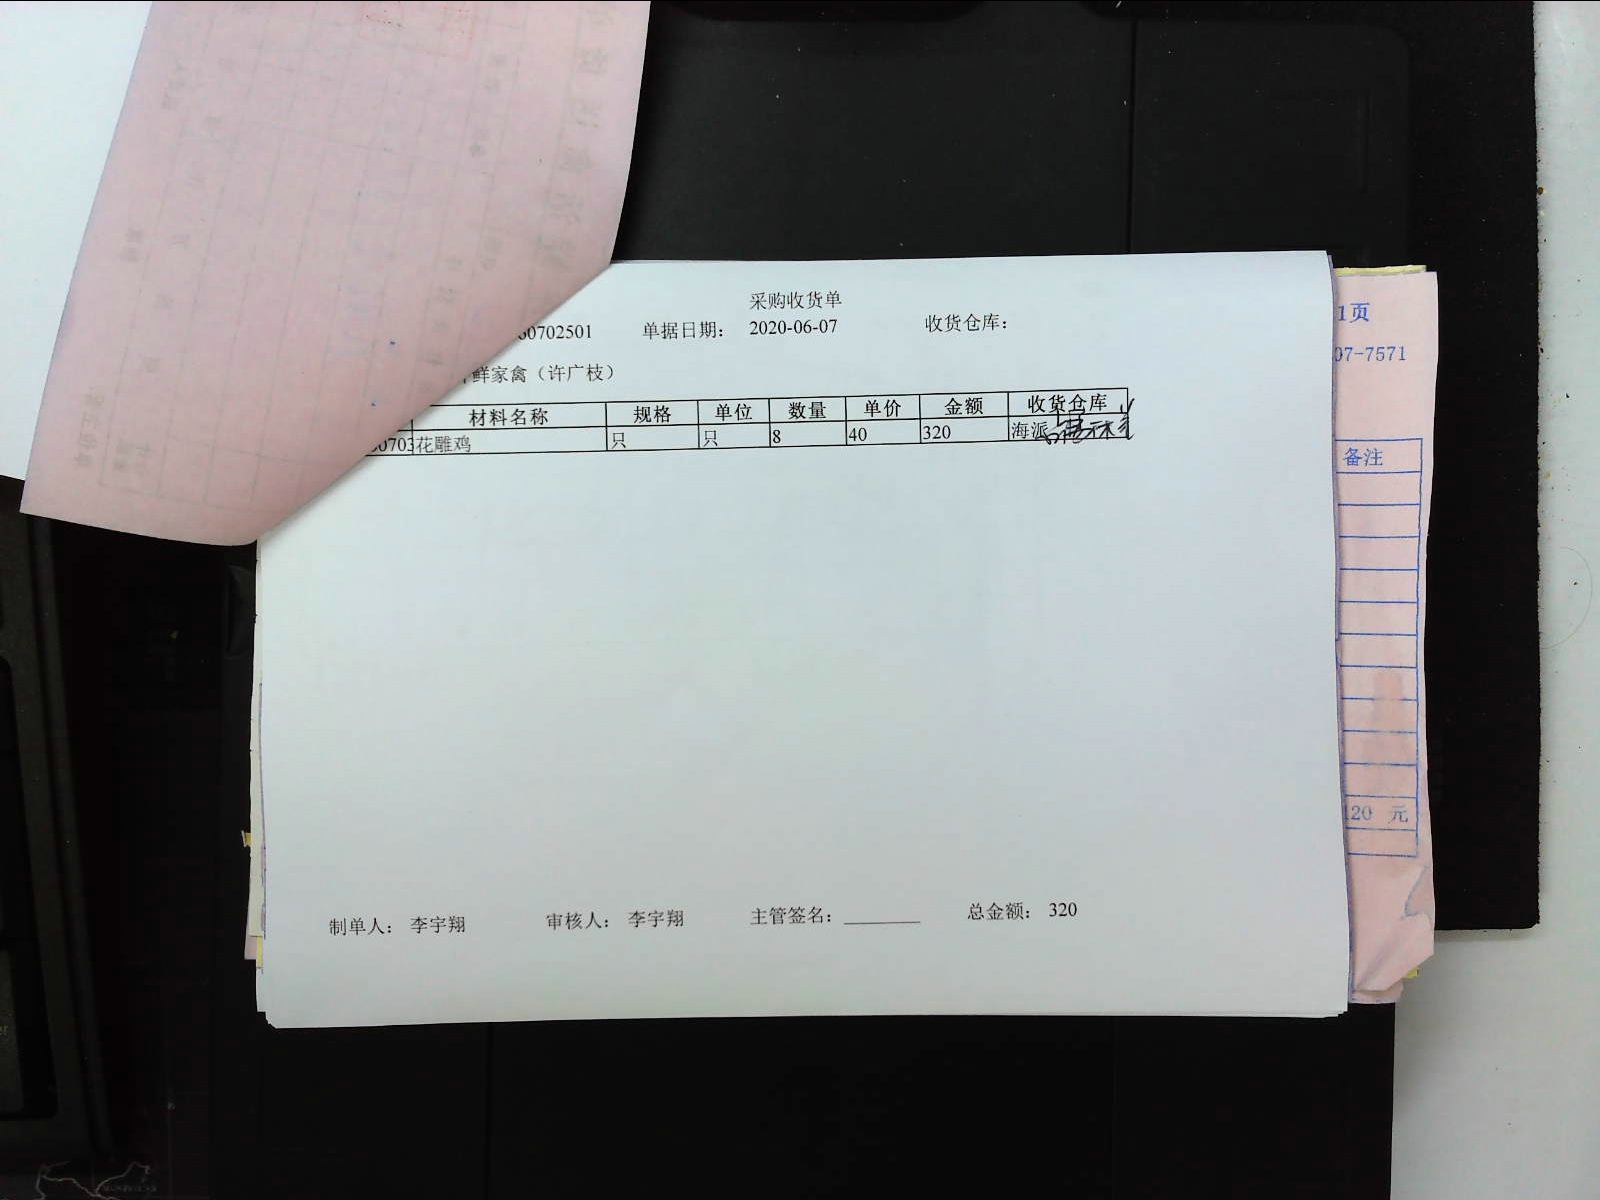 采购收货单
60702501 单据日期： 2020-06-07 收货仓库：
鲜家禽（许广枝）
材料名称 规格 单位 数量 单价 金额 收货仓库
0703 花雕鸡 只 只 8 40 320 海派
制单人： 李宇翔 审核人： 李宇翔 主管签名： 总金额： 320
1页
07-7571
备注
120 元